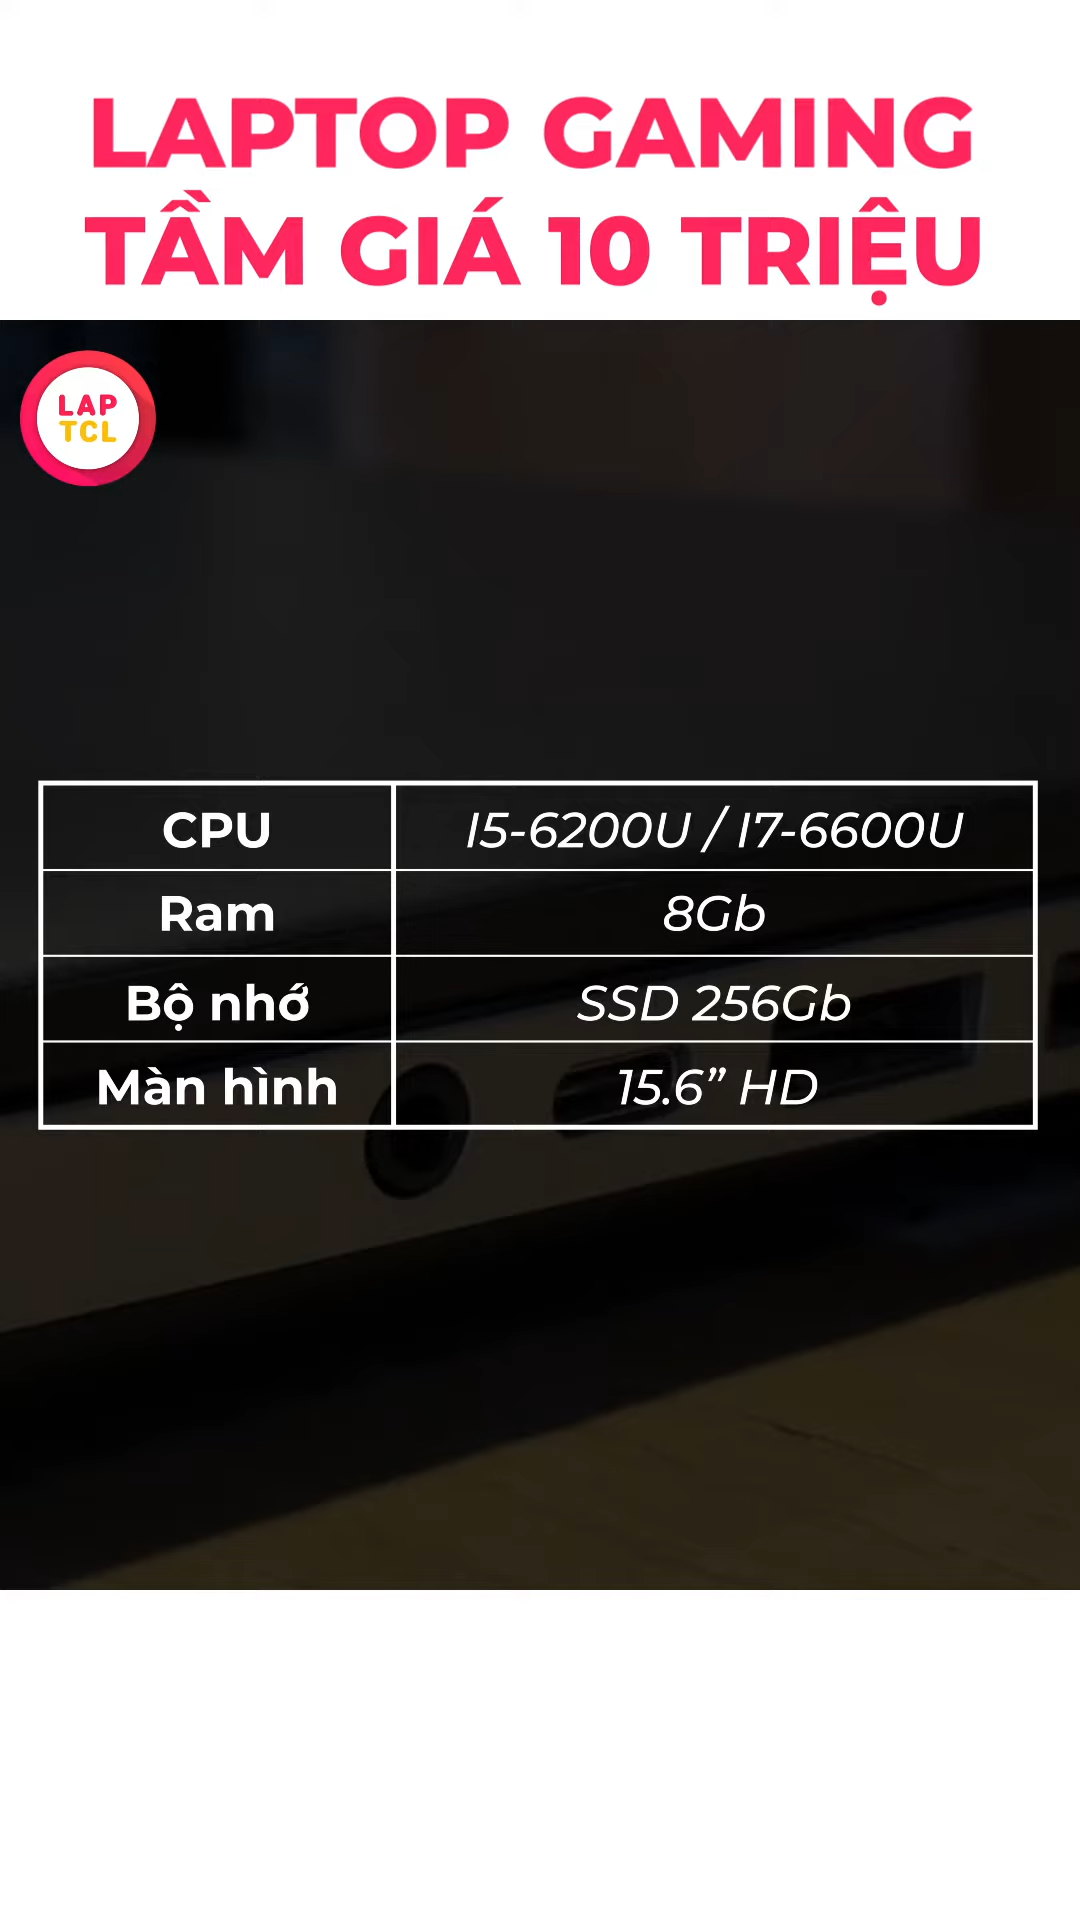 LAPTOP GAMING
TẦM GIÁ 10 TRIỆU
LAP
TCL
CPU I5-6200U / I7-6600U
Ram 8Gb
Bộ nhớ SSD 256Gb
Màn hình 15.6” HD